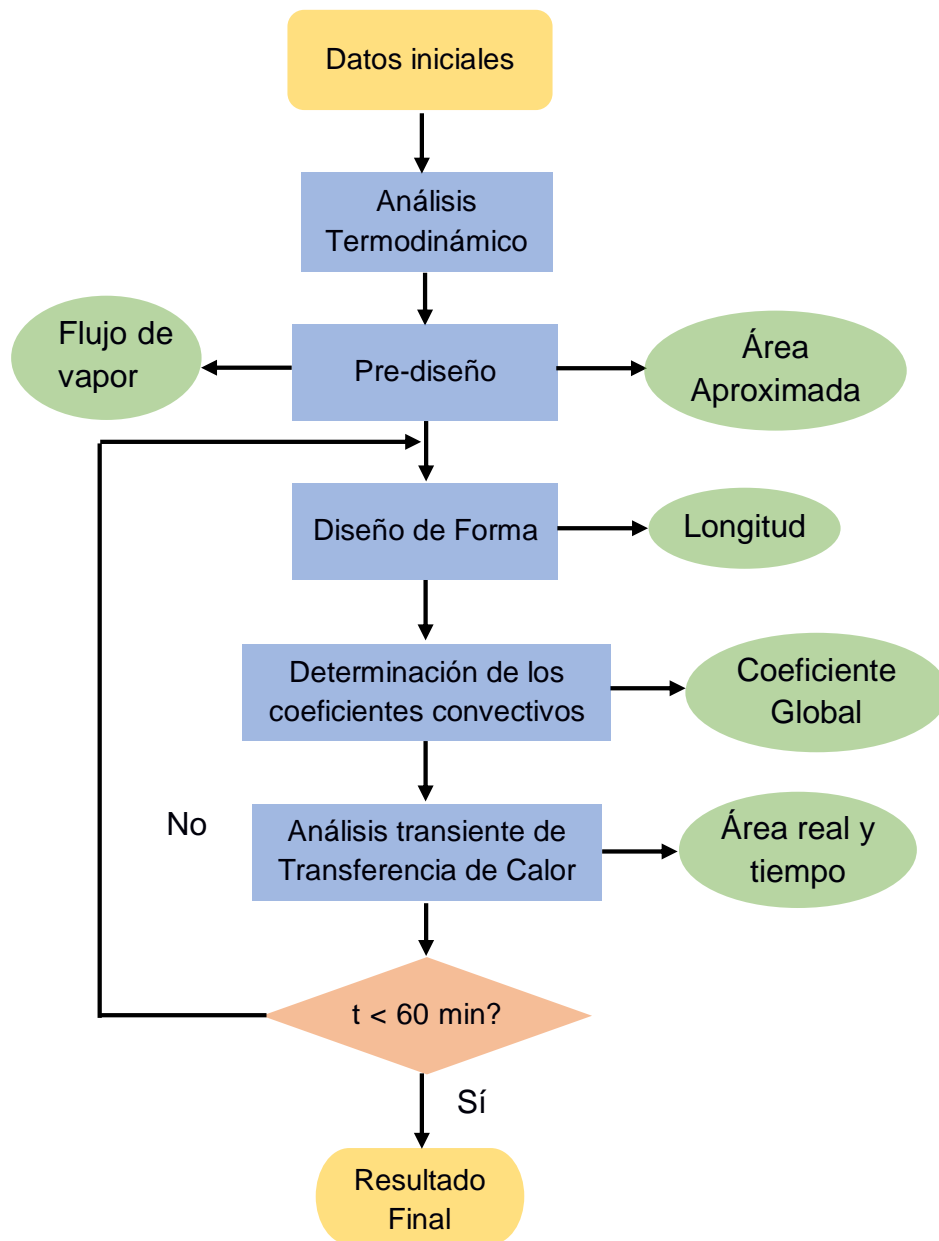 Datos iniciales
Análisis
Termodinámico
Flujo de
vapor
Pre-diseño
Área
Aproximada
Diseño de Forma
Longitud
Determinación de los
coeficientes convectivos
Coeficiente
Global
No
Análisis transiente de
Transferencia de Calor
Área real y
tiempo
t < 60 min?
Sí
Resultado
Final